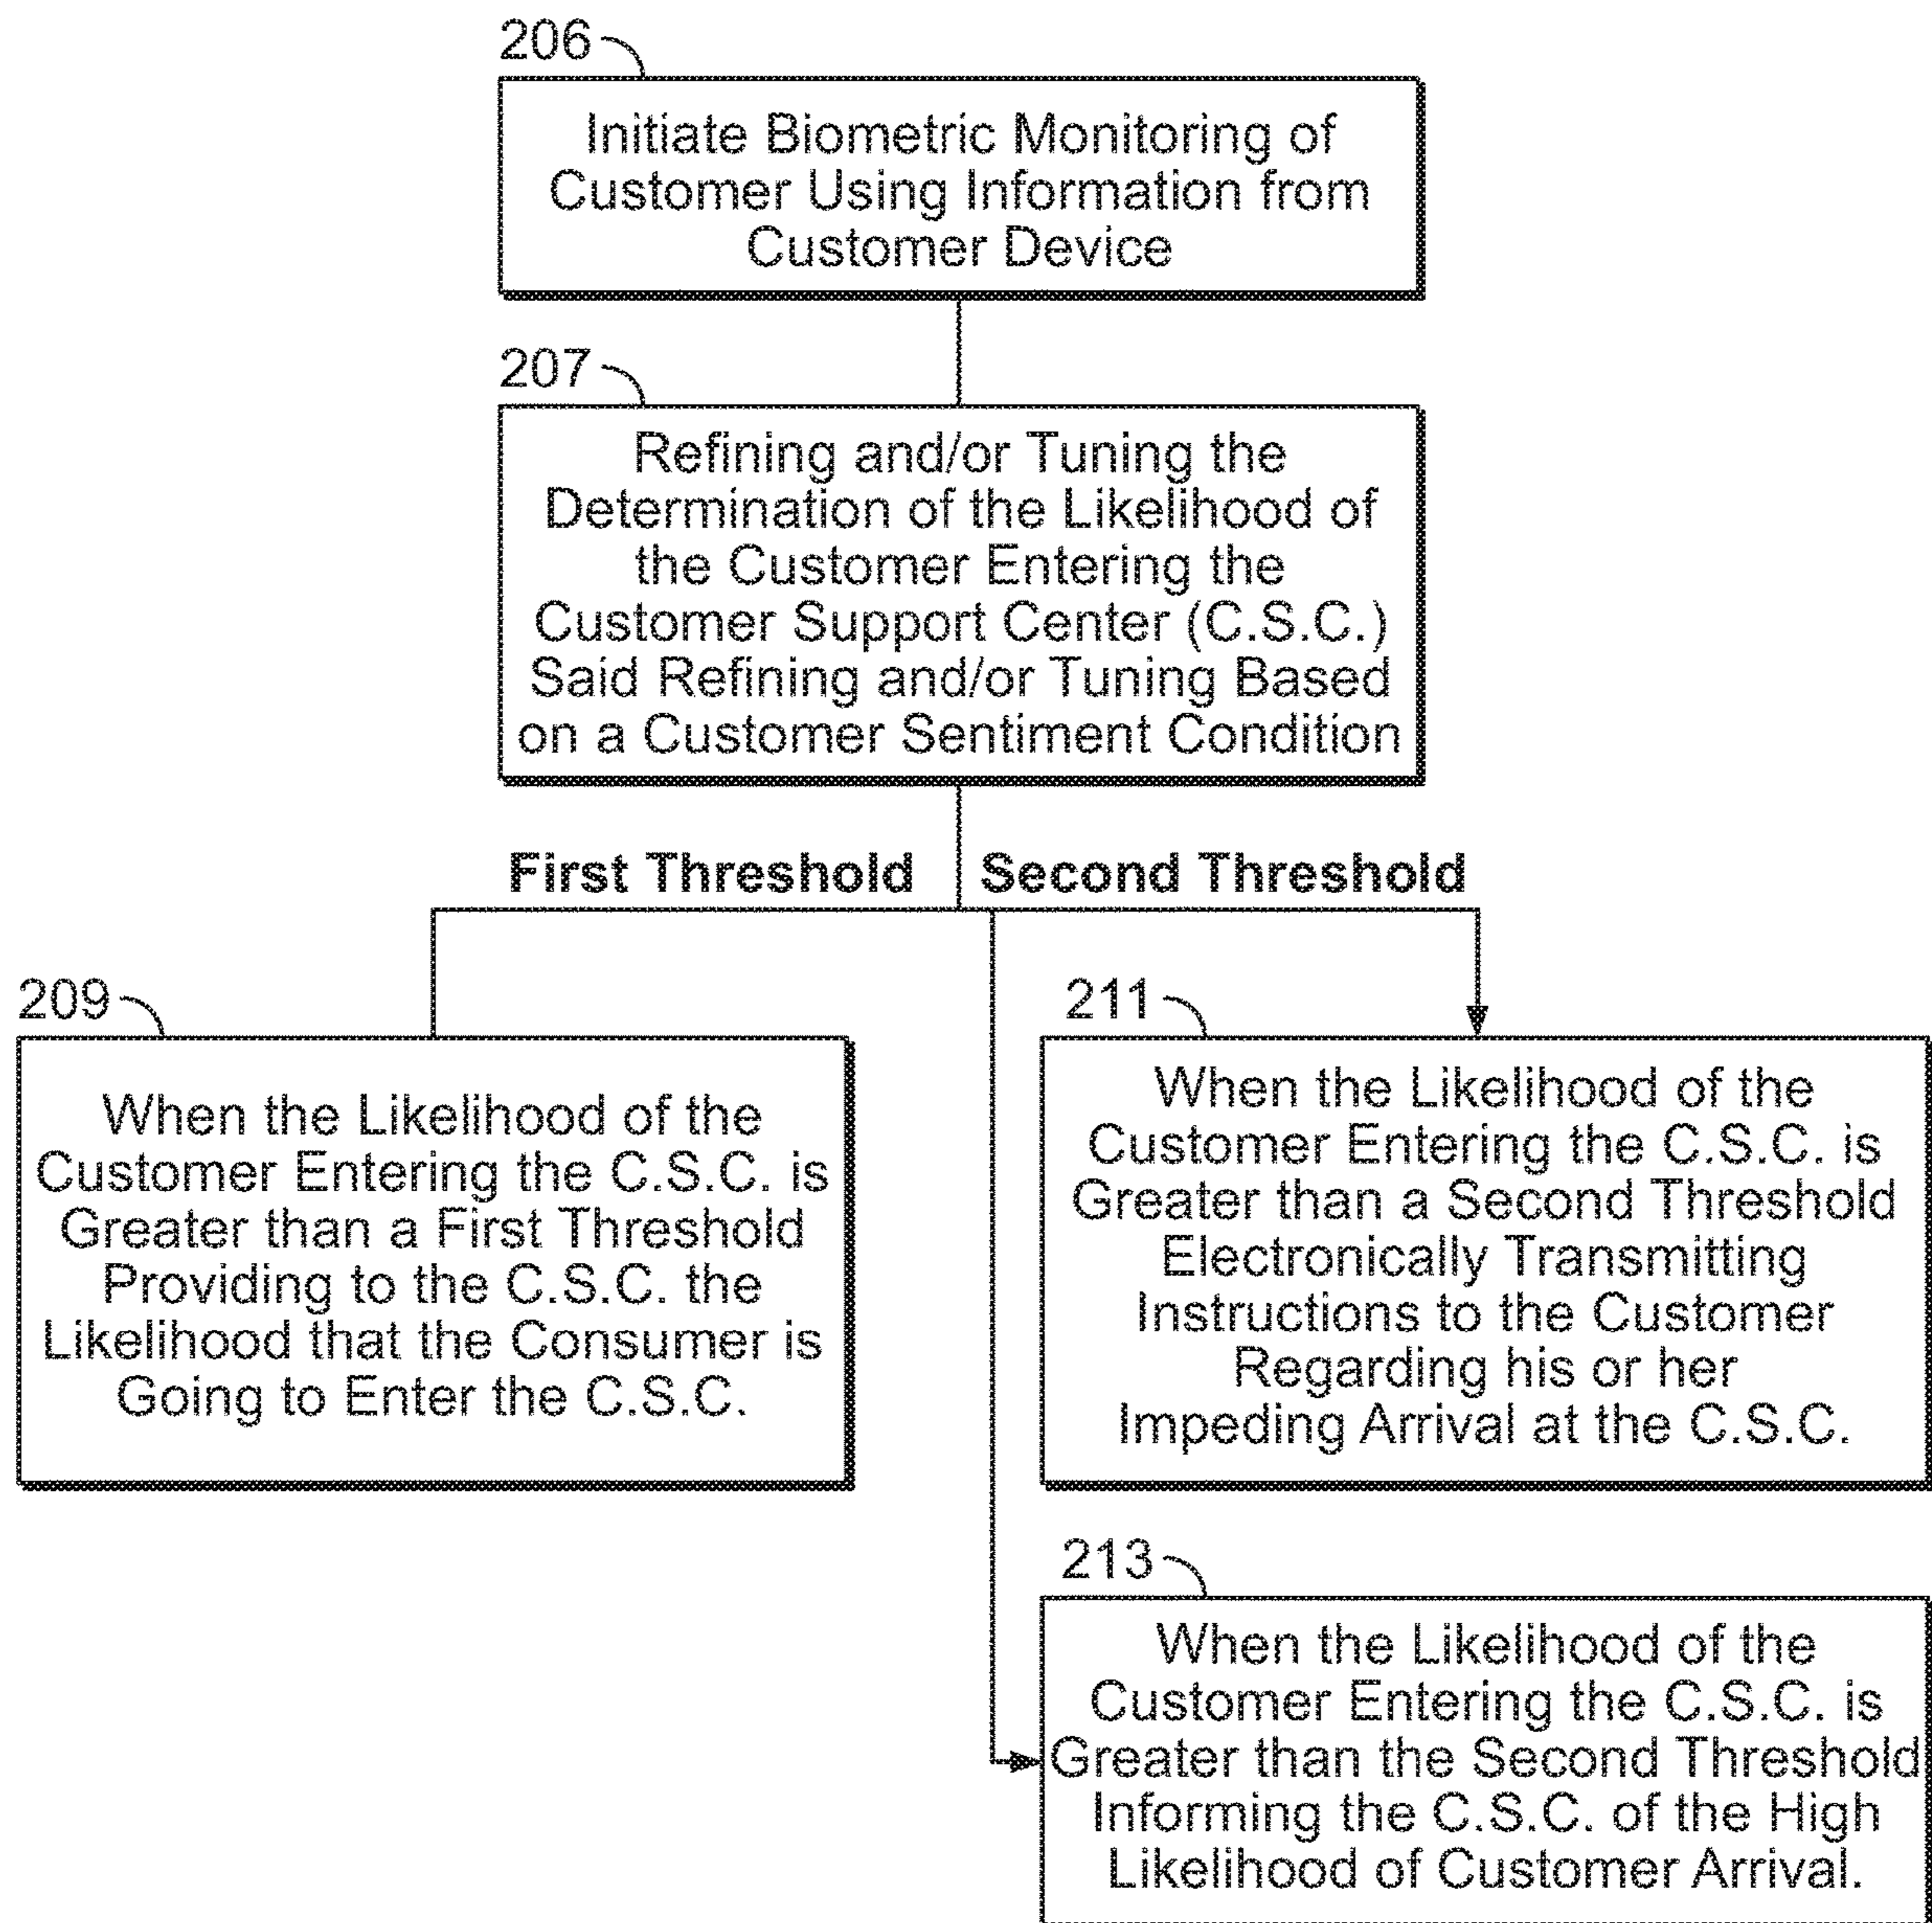 206
Initiate Biometric Monitoring of
Customer Using Information from
Customer Device
207
Refining and/or Tuning the
Determination of the Likelihood of
the Customer Entering the
Customer Support Center (C.S.C.)
Said Refining and/or Tuning Based
on a Customer Sentiment Condition
First Threshold
Second Threshold
209
When the Likelihood of the
Customer Entering the C.S.C. is
Greater than a First Threshold
Providing to the C.S.C. the
Likelihood that the Consumer is
Going to Enter the C.S.C.
211
When the Likelihood of the
Customer Entering the C.S.C. is
Greater than a Second Threshold
Electronically Transmitting
Instructions to the Customer
Regarding his or her
Impeding Arrival at the C.S.C.
213
When the Likelihood of the
Customer Entering the C.S.C. is
Greater than the Second Threshold
Informing the C.S.C. of the High
Likelihood of Customer Arrival.